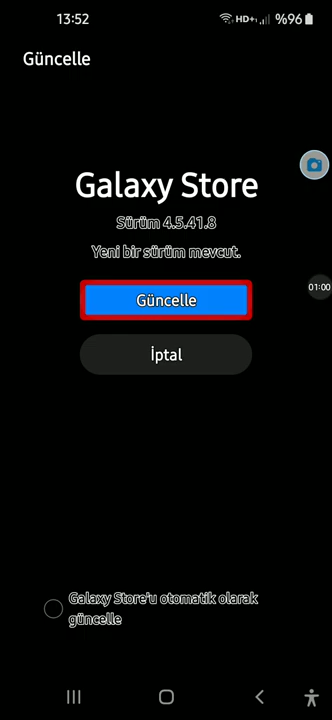 13:52
HD+ %96
Güncelle
Galaxy Store
Sürüm 4.5.41.8
Yeni bir sürüm mevcut.
01:00
Güncelle
İptal
Galaxy Store'u otomatik olarak
güncelle